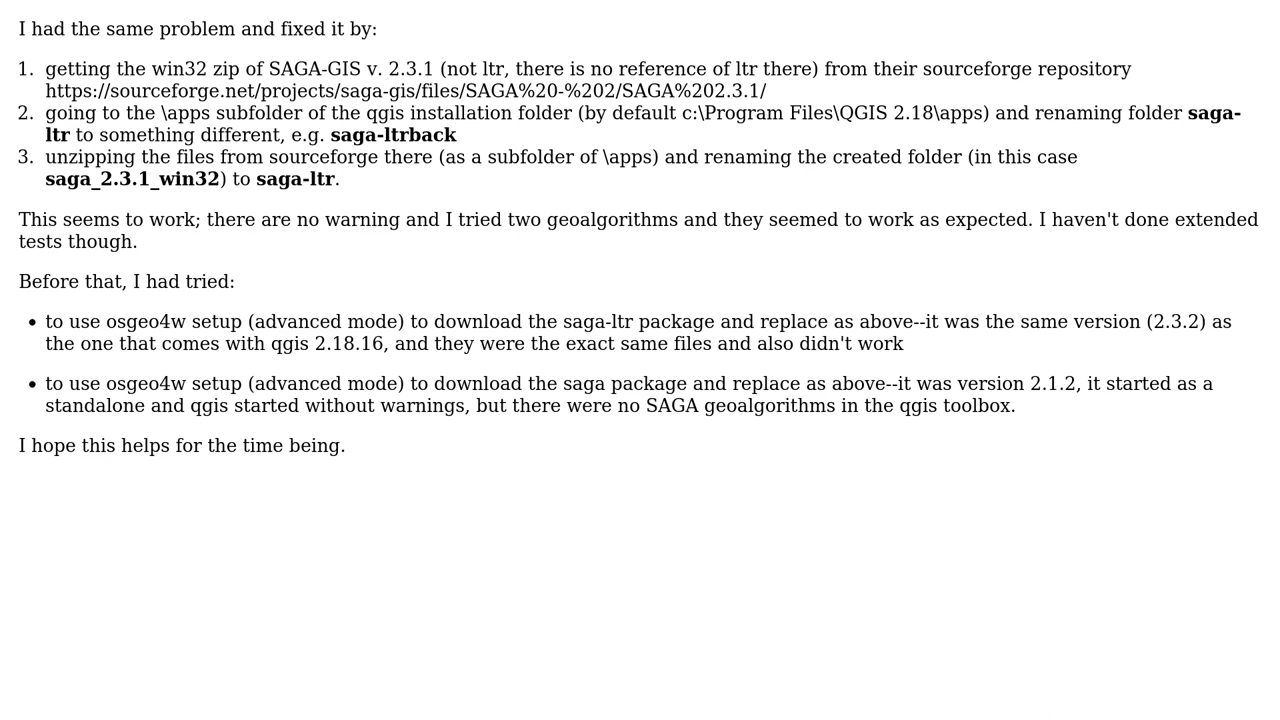 I had the same problem and fixed it by:
1. getting the win32 zip of SAGA-GIS v. 2.3.1 (not ltr, there is no reference of ltr there) from their sourceforge repository
https://sourceforge.net/projects/saga-gis/files/SAGA%20-%202/SAGA%202.3.1/
2. going to the \apps subfolder of the qgis installation folder (by default c:\Program Files\QGIS 2.18\apps) and renaming folder saga-
ltr to something different, e.g. saga-ltrback
3. unzipping the files from sourceforge there (as a subfolder of \apps) and renaming the created folder (in this case
saga_2.3.1_win32) to saga-ltr.
This seems to work; there are no warning and I tried two geoalgorithms and they seemed to work as expected. I haven't done extended
tests though.
Before that, I had tried:
• to use osgeo4w setup (advanced mode) to download the saga-ltr package and replace as above--it was the same version (2.3.2) as
the one that comes with qgis 2.18.16, and they were the exact same files and also didn't work
• to use osgeo4w setup (advanced mode) to download the saga package and replace as above--it was version 2.1.2, it started as a
standalone and qgis started without warnings, but there were no SAGA geoalgorithms in the qgis toolbox.
I hope this helps for the time being.